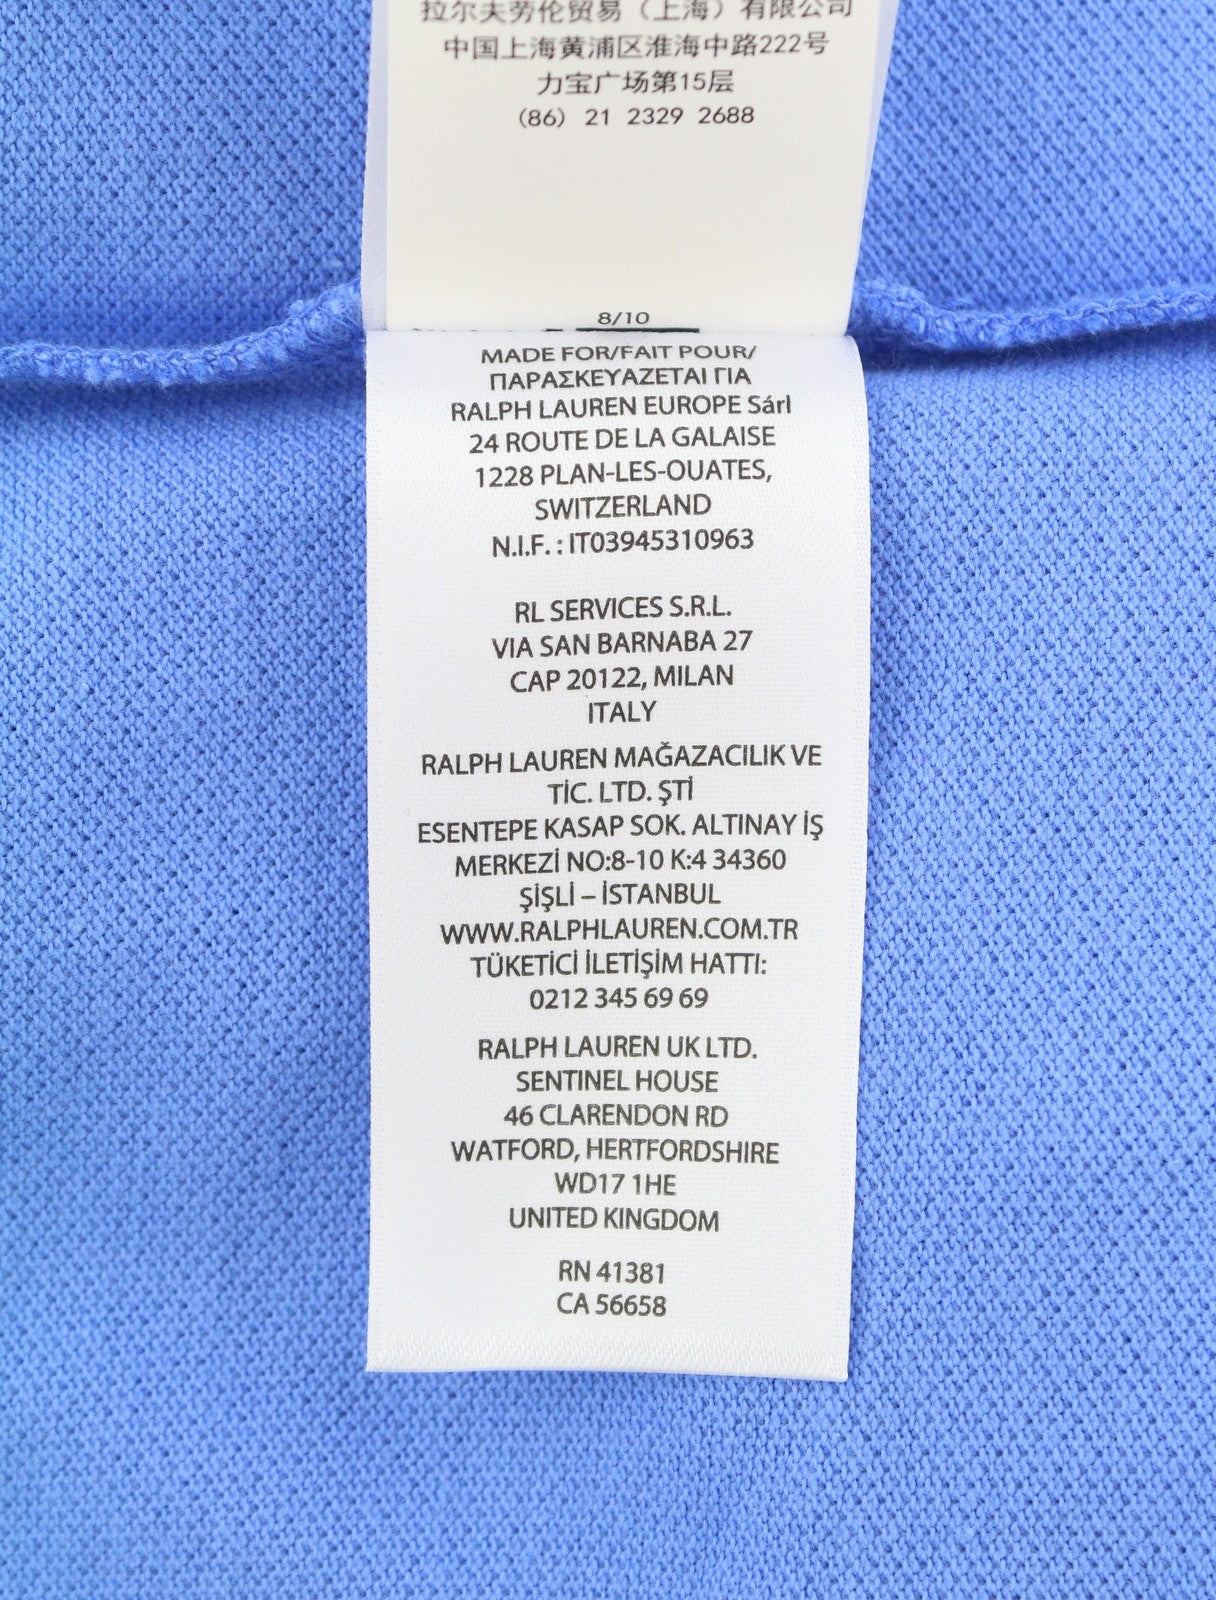 拉尔夫劳伦贸易（上海）有限公司
中国上海黄浦区淮海中路222号
力宝广场第15层
(86) 21 2329 2688
8/10
MADE FOR/FAIT POUR/
ΠΑΡΑΣΚΕΥΑΖΕΤΑΙ ΓΙΑ
RALPH LAUREN EUROPE Sárl
24 ROUTE DE LA GALAISE
1228 PLAN-LES-OUATES,
SWITZERLAND
N.I.F. : IT03945310963
RL SERVICES S.R.L.
VIA SAN BARNABA 27
CAP 20122, MILAN
ITALY
RALPH LAUREN MAĞAZACILIK VE
TİC. LTD. ŞTİ
ESENTEPE KASAP SOK. ALTINAY İŞ
MERKEZİ NO:8-10 K:4 34360
ŞİŞLİ – İSTANBUL
WWW.RALPHLAUREN.COM.TR
TÜKETİCİ İLETİŞİM HATTI:
0212 345 69 69
RALPH LAUREN UK LTD.
SENTINEL HOUSE
46 CLARENDON RD
WATFORD, HERTFORDSHIRE
WD17 1HE
UNITED KINGDOM
RN 41381
CA 56658